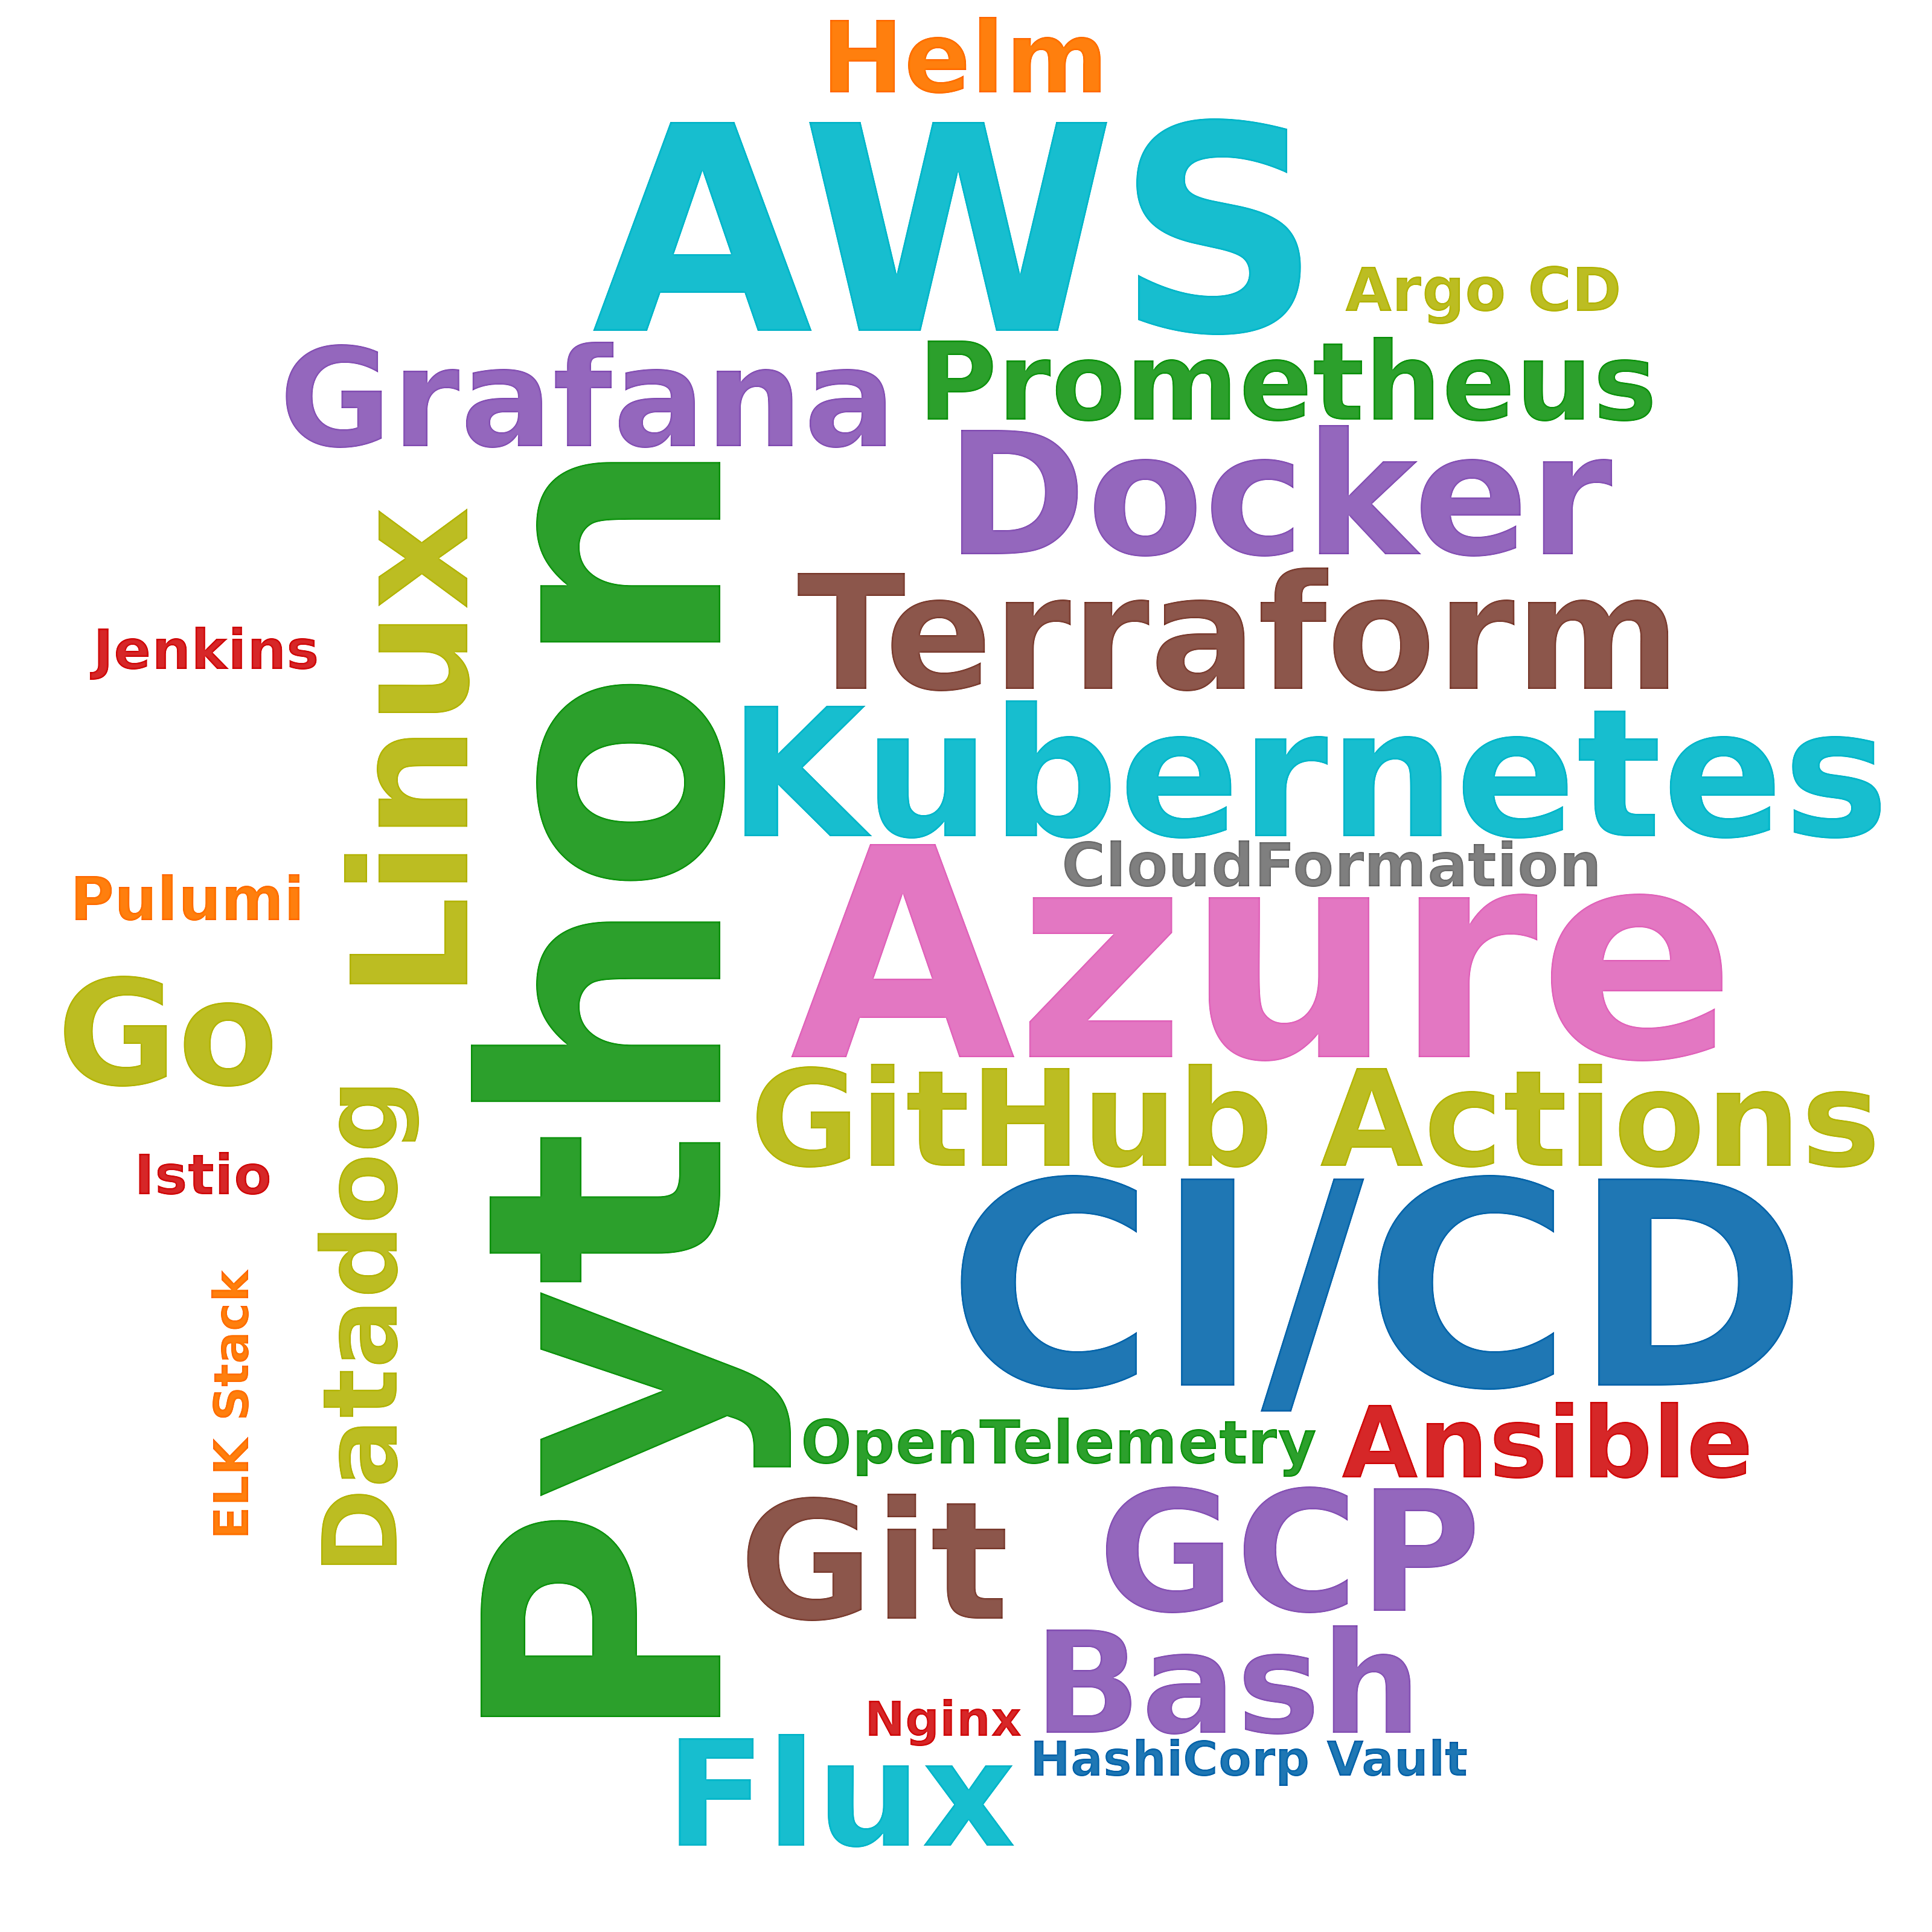 Helm
AWS
Argo CD
Grafana
Prometheus
Docker
Linux
Python
Terraform
Jenkins
Kubernetes
CloudFormation
Pulumi
Azure
Go
GitHub Actions
Datadog
Istio
CI/CD
ELK Stack
OpenTelemetry
Ansible
Git
GCP
Bash
Nginx
HashiCorp Vault
Flux